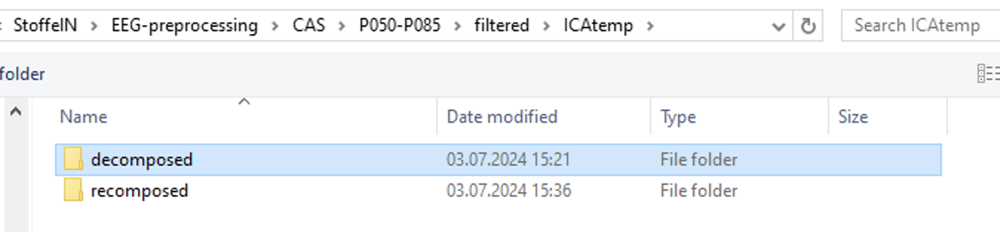 StoffelN > EEG-preprocessing > CAS > P050-P085 > filtered > ICAtemp >
Search ICAtemp
folder
Name Date modified Type Size
decomposed 03.07.2024 15:21 File folder
recomposed 03.07.2024 15:36 File folder